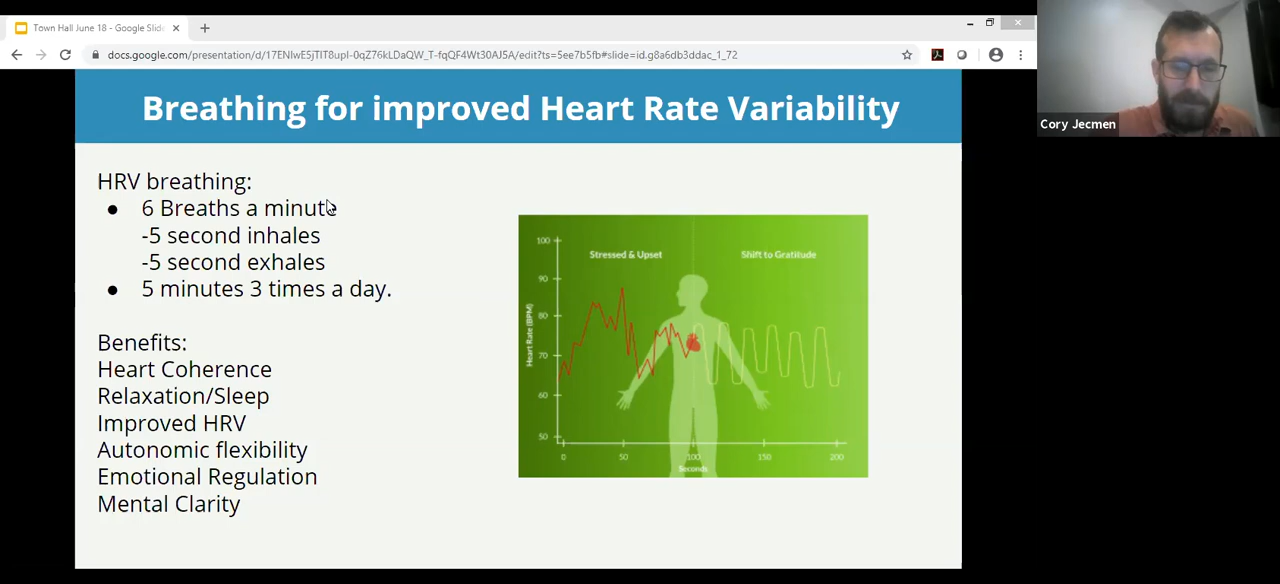 Town Hall June 18 - Google Slide
docs.google.com/presentation/d/17ENlwE5jTlT8upI-0qZ76kLDaQW_T-fqQF4Wt30AJ5A/edit?ts=5ee7b5fb#slide=id.g8a6db3ddac_1_72
Cory Jecmen
Breathing for improved Heart Rate Variability
HRV breathing:
● 6 Breaths a minute
-5 second inhales
-5 second exhales
● 5 minutes 3 times a day.
Benefits:
Heart Coherence
Relaxation/Sleep
Improved HRV
Autonomic flexibility
Emotional Regulation
Mental Clarity
Stressed & Upset
Shift to Gratitude
Heart Rate (BPM)
100
90
80
70
60
50
0 50 100 150 200
Seconds